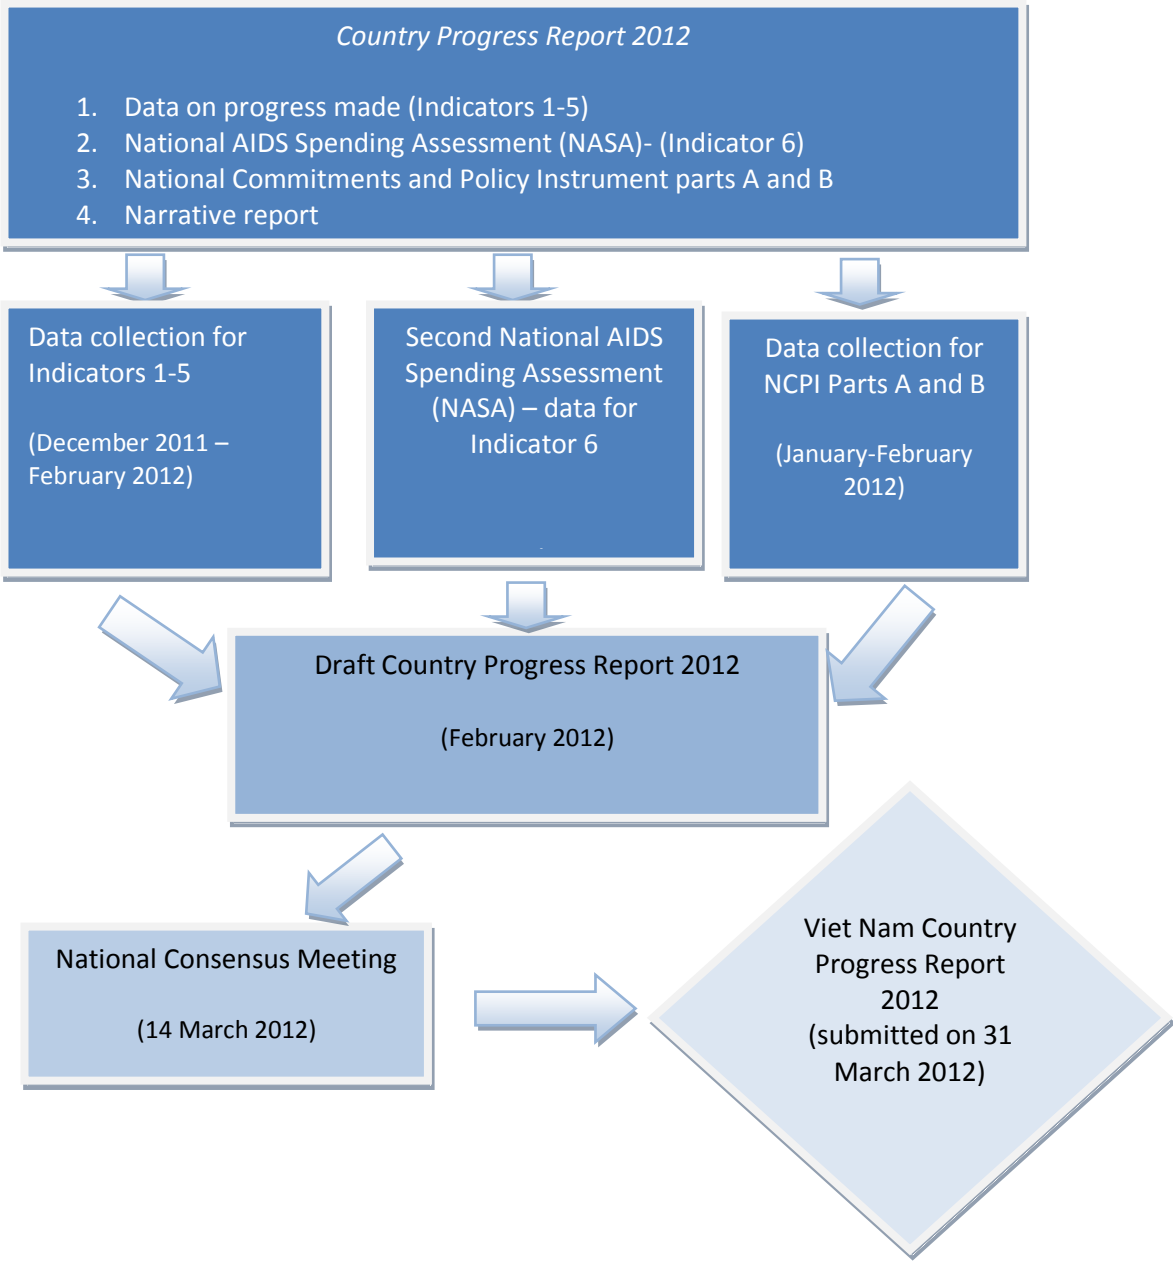 Country Progress Report 2012
1. Data on progress made (Indicators 1-5)
2. National AIDS Spending Assessment (NASA)- (Indicator 6)
3. National Commitments and Policy Instrument parts A and B
4. Narrative report
Data collection for
Indicators 1-5
(December 2011 –
February 2012)
Second National AIDS
Spending Assessment
(NASA) – data for
Indicator 6
Data collection for
NCPI Parts A and B
(January-February
2012)
Draft Country Progress Report 2012
(February 2012)
National Consensus Meeting
(14 March 2012)
Viet Nam Country
Progress Report
2012
(submitted on 31
March 2012)